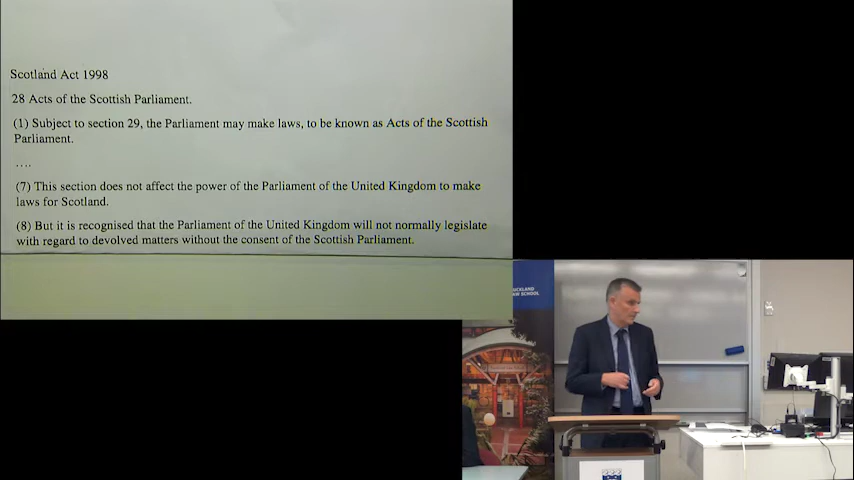 Scotland Act 1998
28 Acts of the Scottish Parliament.
(1) Subject to section 29, the Parliament may make laws, to be known as Acts of the Scottish
Parliament.
....
(7) This section does not affect the power of the Parliament of the United Kingdom to make
laws for Scotland.
(8) But it is recognised that the Parliament of the United Kingdom will not normally legislate
with regard to devolved matters without the consent of the Scottish Parliament.
SCHOOL